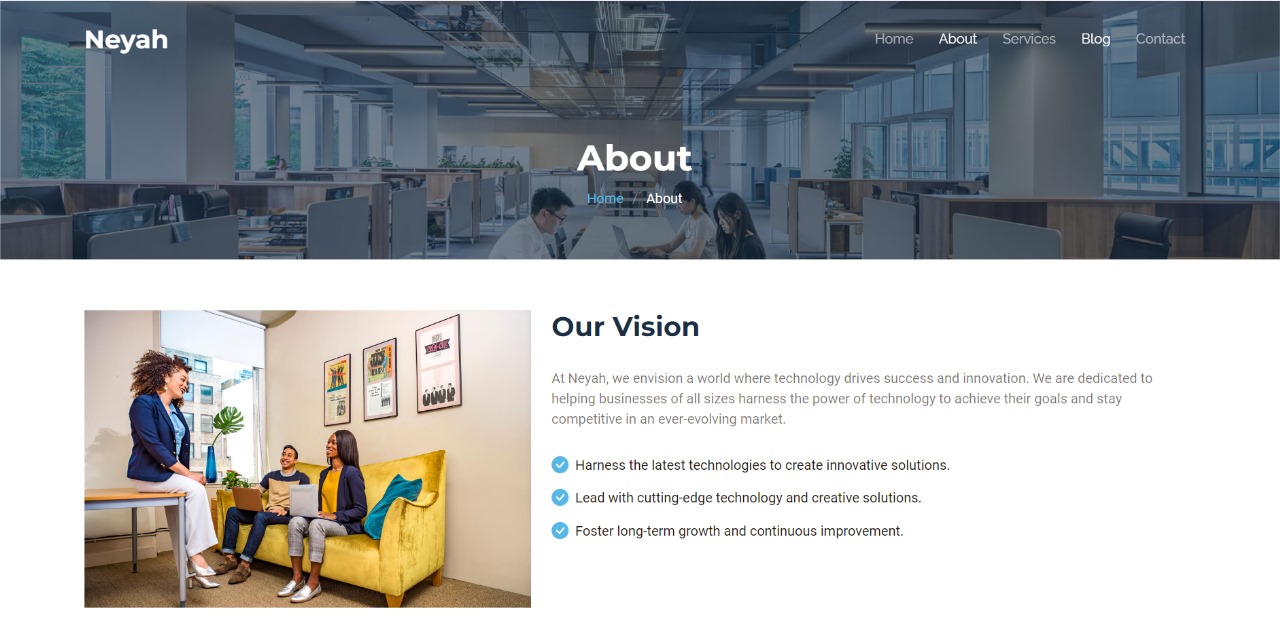 Neyah
Home About Services Blog Contact
About
Home / About
Our Vision
At Neyah, we envision a world where technology drives success and innovation. We are dedicated to
helping businesses of all sizes harness the power of technology to achieve their goals and stay
competitive in an ever-evolving market.
Harness the latest technologies to create innovative solutions.
Lead with cutting-edge technology and creative solutions.
Foster long-term growth and continuous improvement.